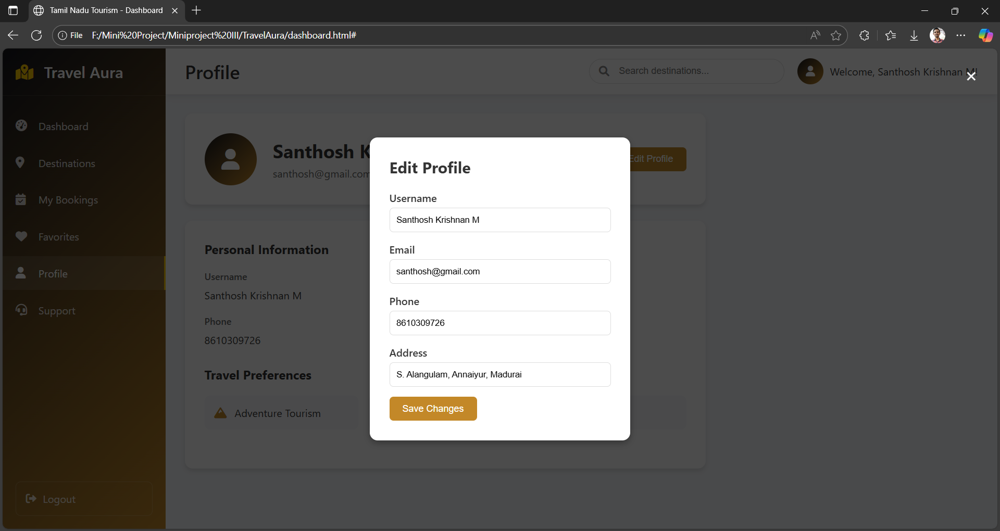 Tamil Nadu Tourism - Dashboard
File F:/Mini%20Project/Miniproject%20III/TravelAura/dashboard.html#
Travel Aura
Dashboard
Destinations
My Bookings
Favorites
Profile
Support
Logout
Profile
Search destinations...
Welcome, Santhosh Krishnan M!
Santhosh K
santhosh@gmail.com
Edit Profile
Personal Information
Username
Santhosh Krishnan M
Phone
8610309726
Travel Preferences
Adventure Tourism
Edit Profile
Username
Santhosh Krishnan M
Email
santhosh@gmail.com
Phone
8610309726
Address
S. Alangulam, Annaiyur, Madurai
Save Changes